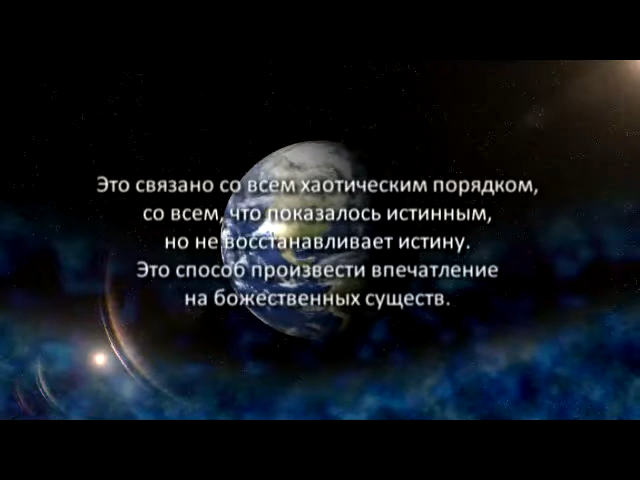 Это связано со всем хаотическим порядком,
со всем, что показалось истинным,
но не восстанавливает истину.
Это способ произвести впечатление
на божественных существ.